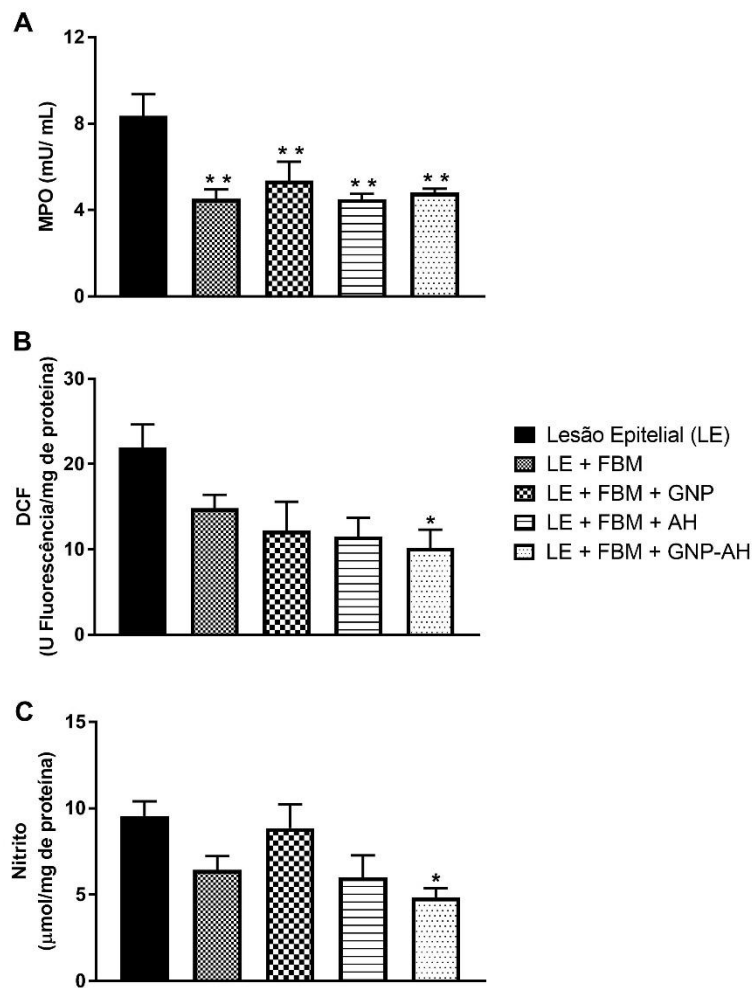 A
MPO (mU/ mL)
12
8
4
0
**
**
**
**
B
DCF
(U Fluorescência/mg de proteína)
30
20
10
0
*
Lesão Epitelial (LE)
LE + FBM
LE + FBM + GNP
LE + FBM + AH
LE + FBM + GNP-AH
C
Nitrito
(µmol/mg de proteína)
15
10
5
0
*